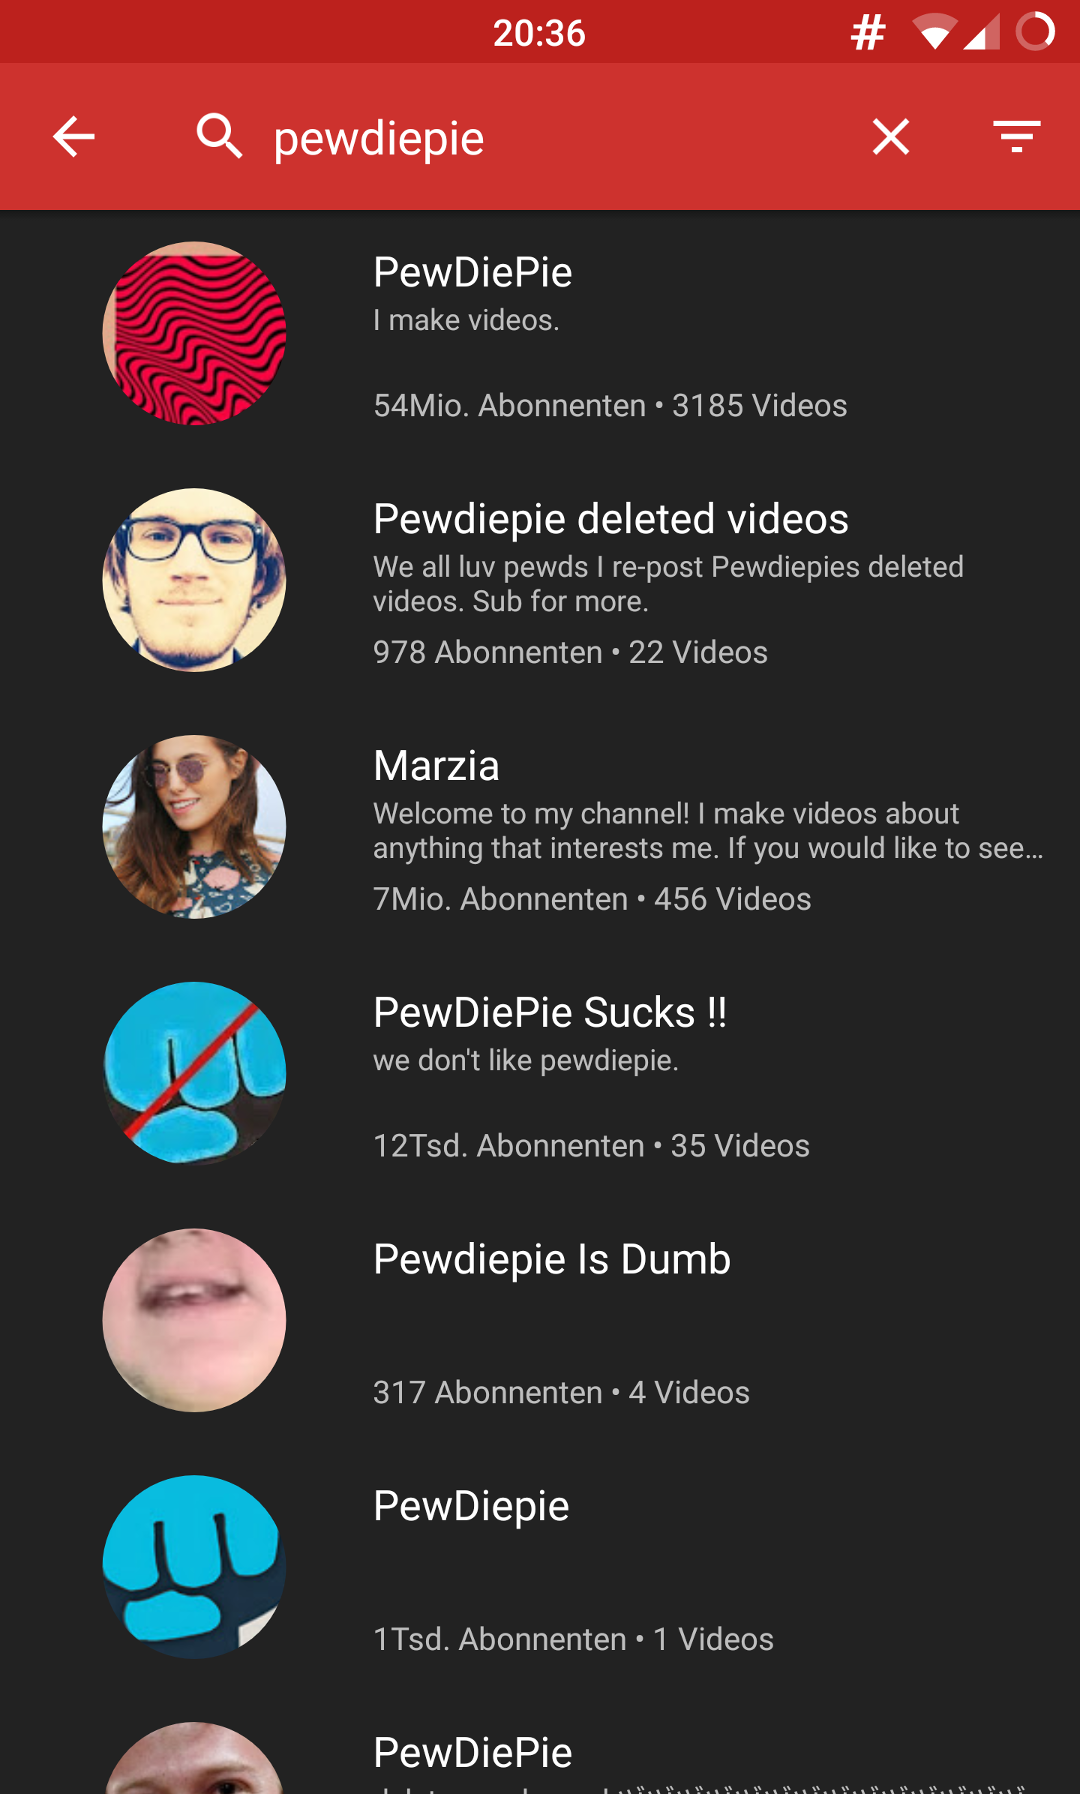 20:36
pewdiepie
PewDiePie
I make videos.
54Mio. Abonnenten • 3185 Videos
Pewdiepie deleted videos
We all luv pewds I re-post Pewdiepies deleted
videos. Sub for more.
978 Abonnenten • 22 Videos
Marzia
Welcome to my channel! I make videos about
anything that interests me. If you would like to see…
7Mio. Abonnenten • 456 Videos
PewDiePie Sucks !!
we don't like pewdiepie.
12Tsd. Abonnenten • 35 Videos
Pewdiepie Is Dumb
317 Abonnenten • 4 Videos
PewDiepie
1Tsd. Abonnenten • 1 Videos
PewDiePie